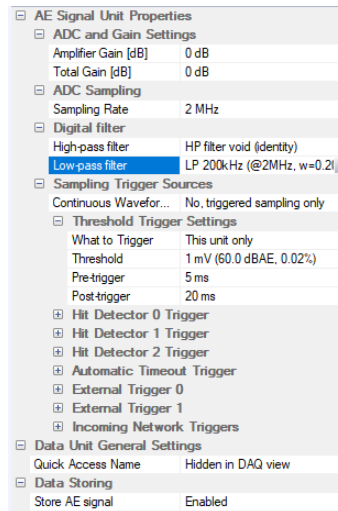 AE Signal Unit Properties
ADC and Gain Settings
Amplifier Gain [dB] 0 dB
Total Gain [dB] 0 dB
ADC Sampling
Sampling Rate 2 MHz
Digital filter
High-pass filter HP filter void (identity)
Low-pass filter LP 200kHz (@2MHz, w=0.20
Sampling Trigger Sources
Continuous Wavefor... No, triggered sampling only
Threshold Trigger Settings
What to Trigger This unit only
Threshold 1 mV (60.0 dBAE, 0.02%)
Pre-trigger 5 ms
Post-trigger 20 ms
Hit Detector 0 Trigger
Hit Detector 1 Trigger
Hit Detector 2 Trigger
Automatic Timeout Trigger
External Trigger 0
External Trigger 1
Incoming Network Triggers
Data Unit General Settings
Quick Access Name Hidden in DAQ view
Data Storing
Store AE signal Enabled